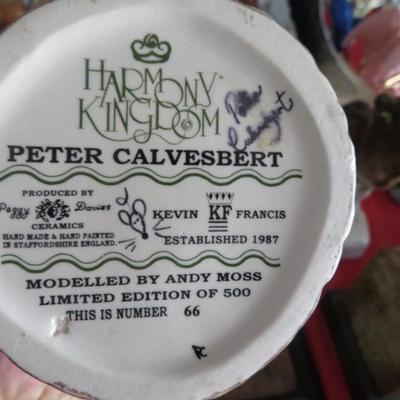 HARMONY
KINGDOM
Peter Calvesbert
PETER CALVESBERT
PRODUCED BY
Peggy Davies
CERAMICS
HAND MADE & HAND PAINTED
IN STAFFORDSHIRE ENGLAND.
KEVIN KF FRANCIS
ESTABLISHED 1987
MODELLED BY ANDY MOSS
LIMITED EDITION OF 500
THIS IS NUMBER 66